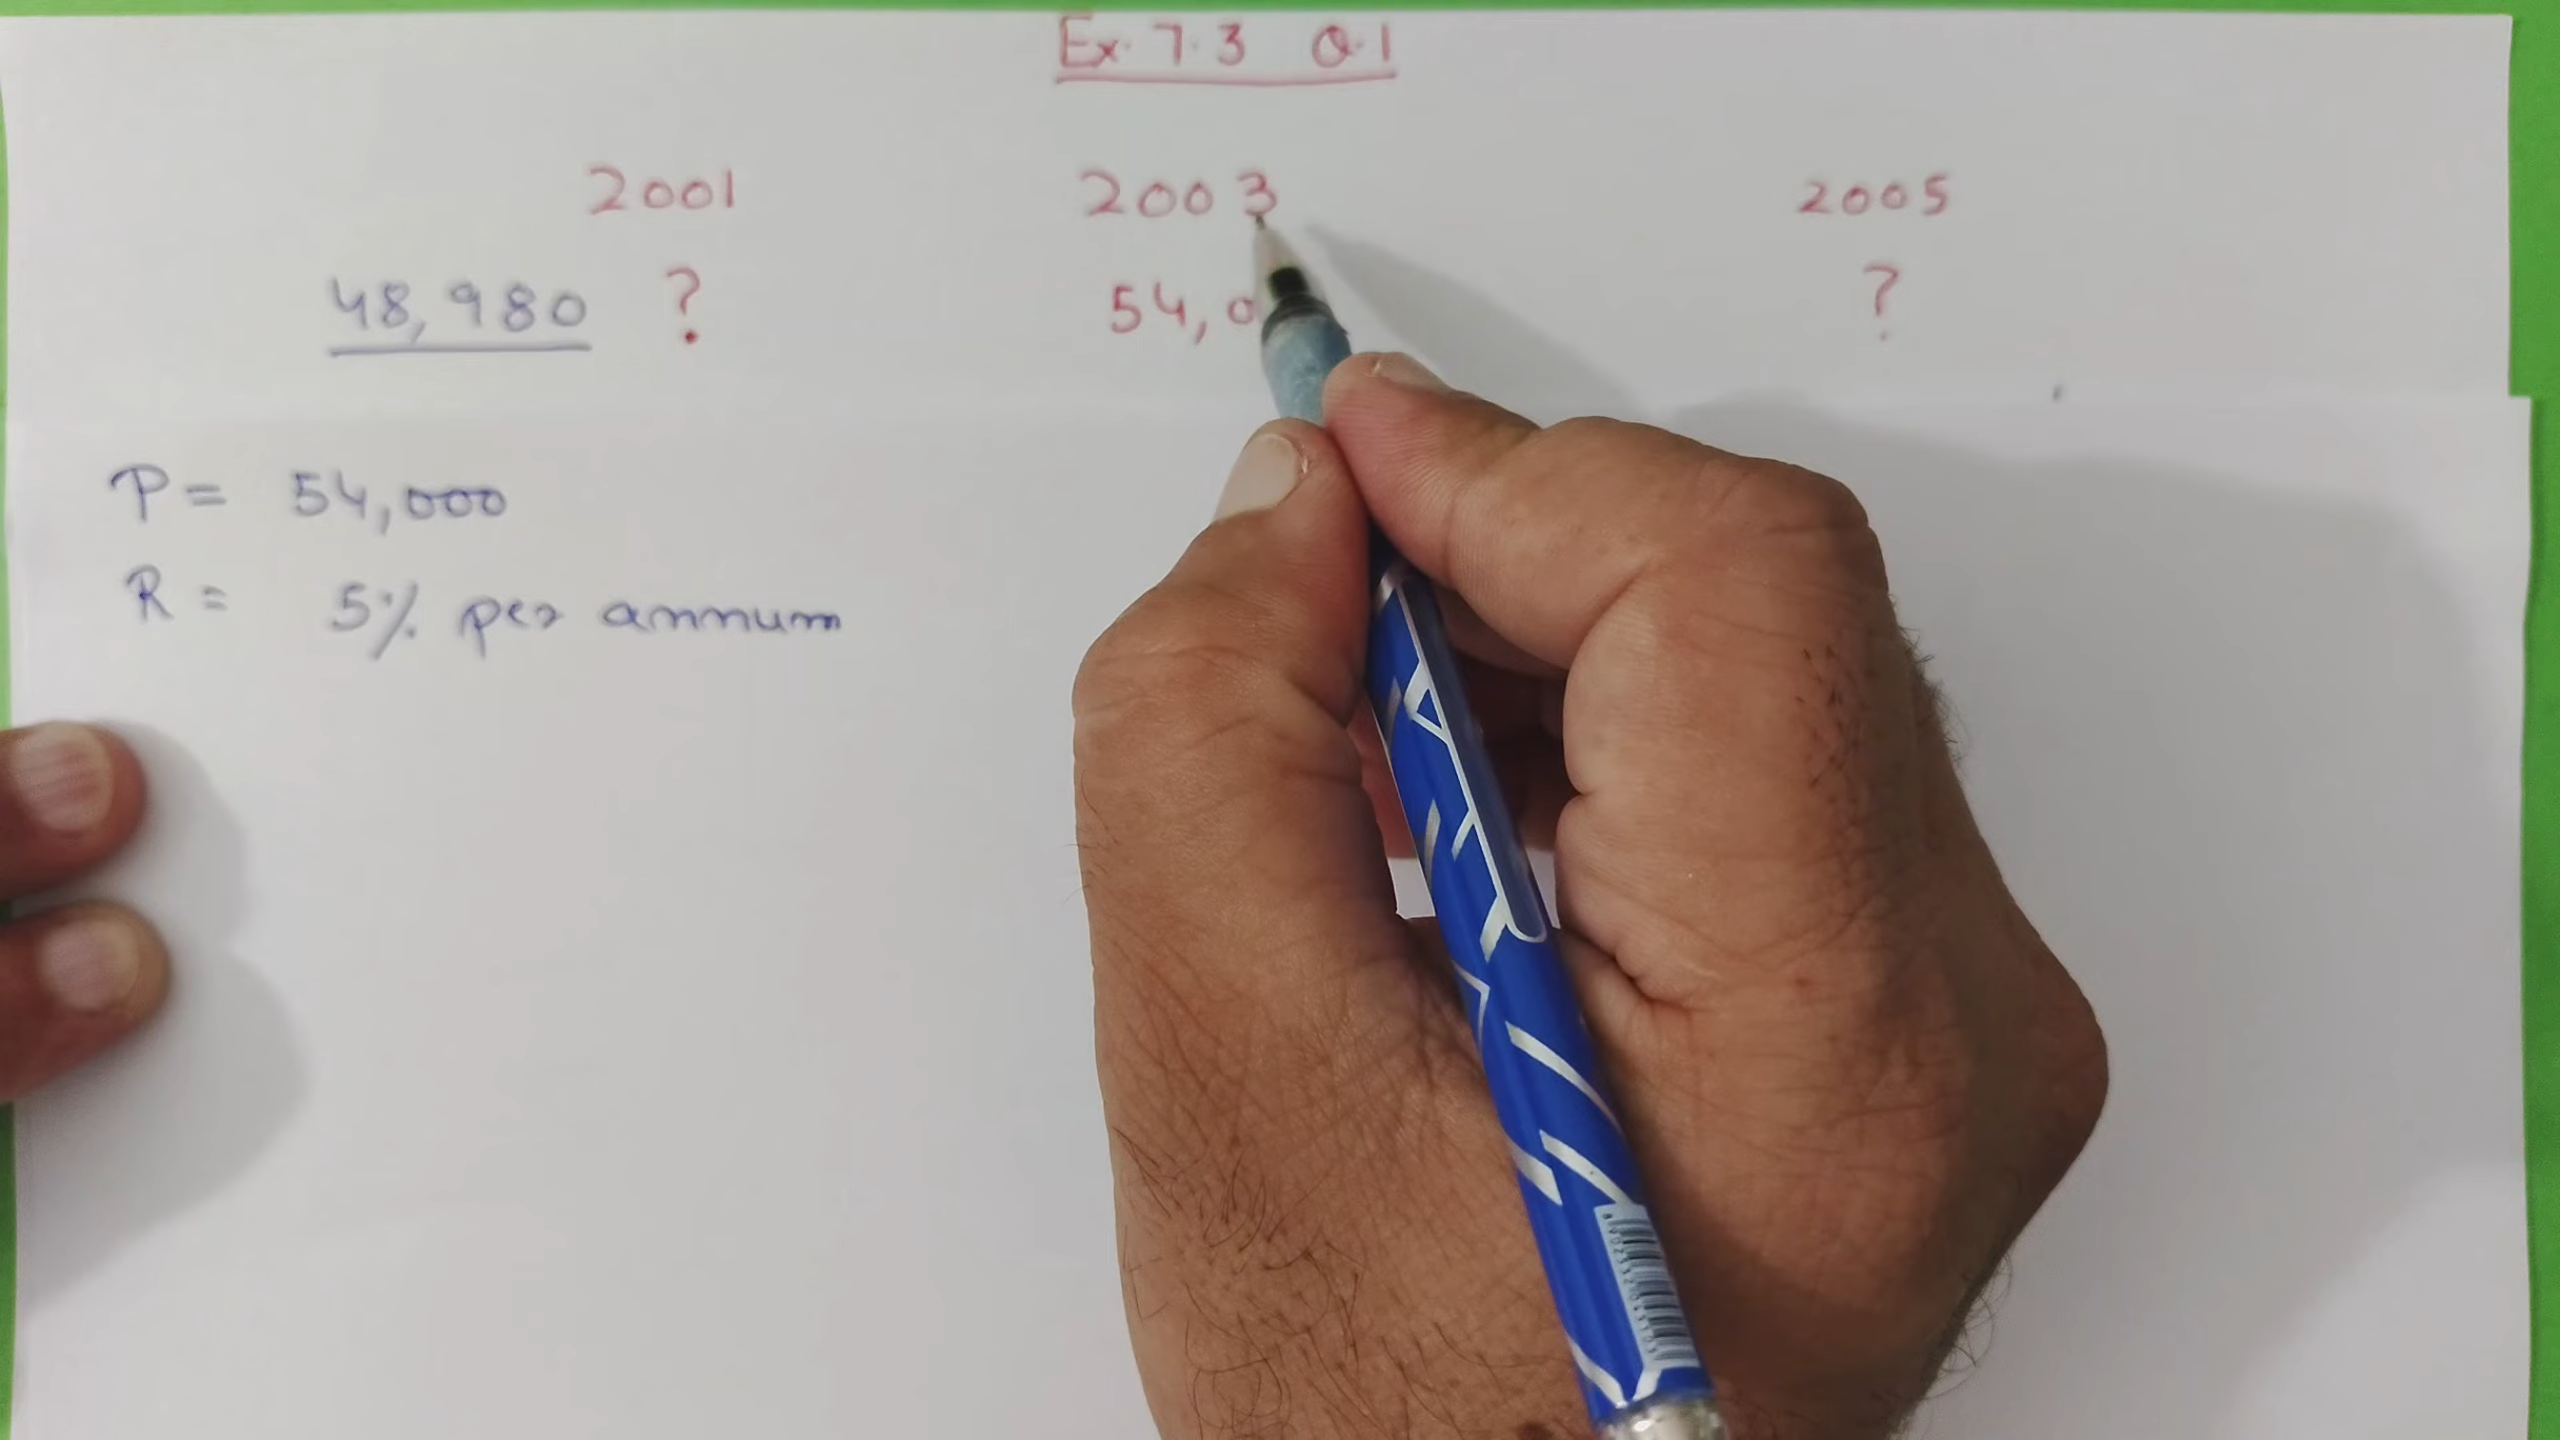 Ex. 7.3 Q.1
2001 2003 2005
48,980 ? 54,0 ?
P = 54,000
R = 5% per annum